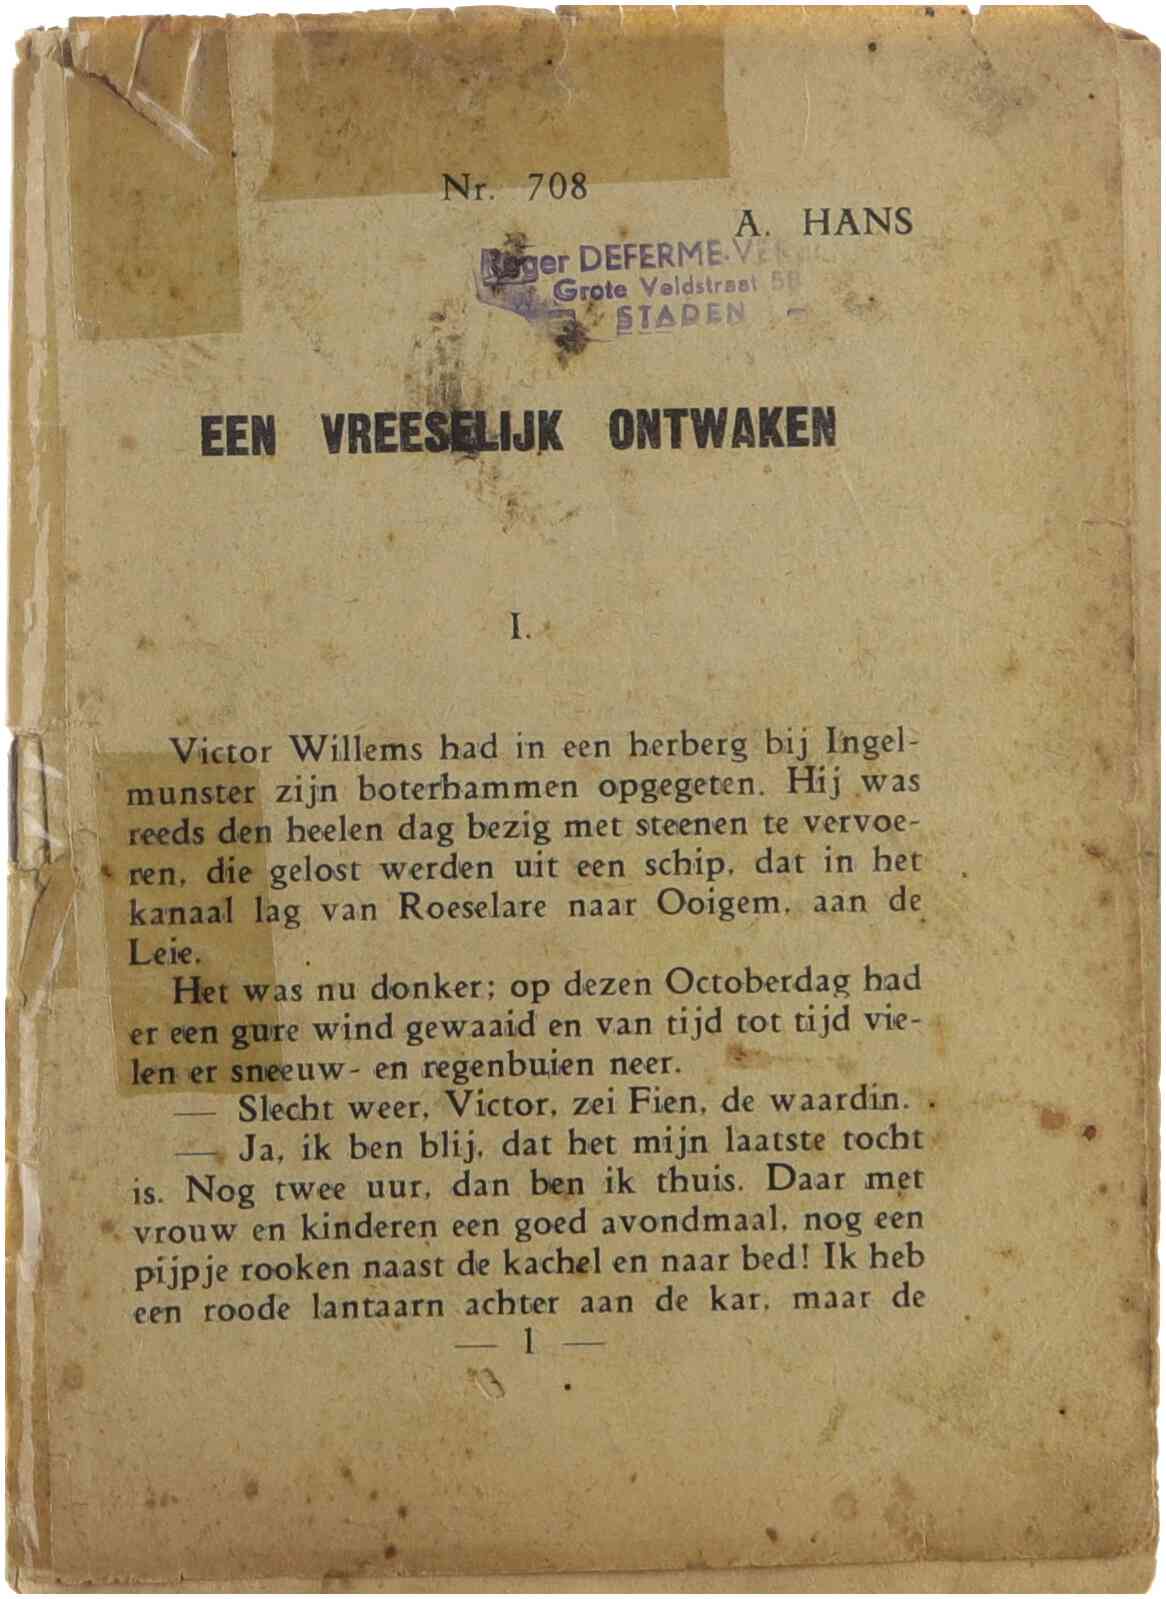 Nr. 708
A. HANS
Roger DEFERME-
Grote Veldstraat 58
STADEN -
EEN VREESELIJK ONTWAKEN
I.
Victor Willems had in een herberg bij Ingel-
munster zijn boterhammen opgegeten. Hij was
reeds den heelen dag bezig met steenen te vervoe-
ren, die gelost werden uit een schip, dat in het
kanaal lag van Roeselare naar Ooigem, aan de
Leie.
Het was nu donker; op dezen Octoberdag had
er een gure wind gewaaid en van tijd tot tijd vie-
len er sneeuw- en regenbuien neer.
— Slecht weer, Victor, zei Fien, de waardin.
— Ja, ik ben blij, dat het mijn laatste tocht
is. Nog twee uur, dan ben ik thuis. Daar met
vrouw en kinderen een goed avondmaal, nog een
pijpje rooken naast de kachel en naar bed! Ik heb
een roode lantaarn achter aan de kar, maar de
— 1 —